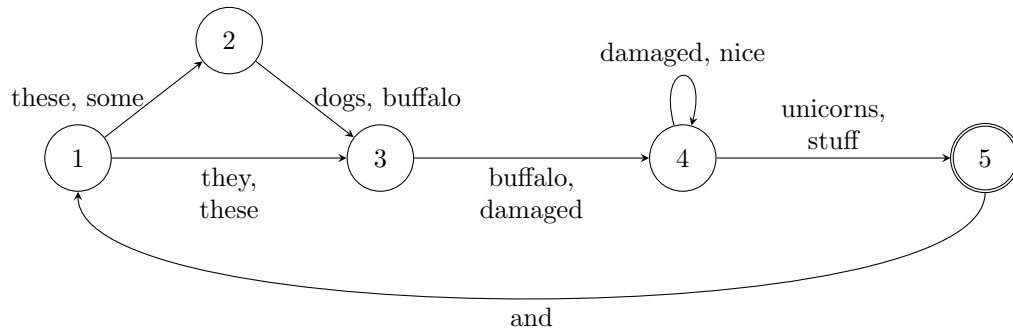 2
damaged, nice
these, some
dogs, buffalo
unicorns,
stuff
1
3
4
5
they,
these
buffalo,
damaged
and